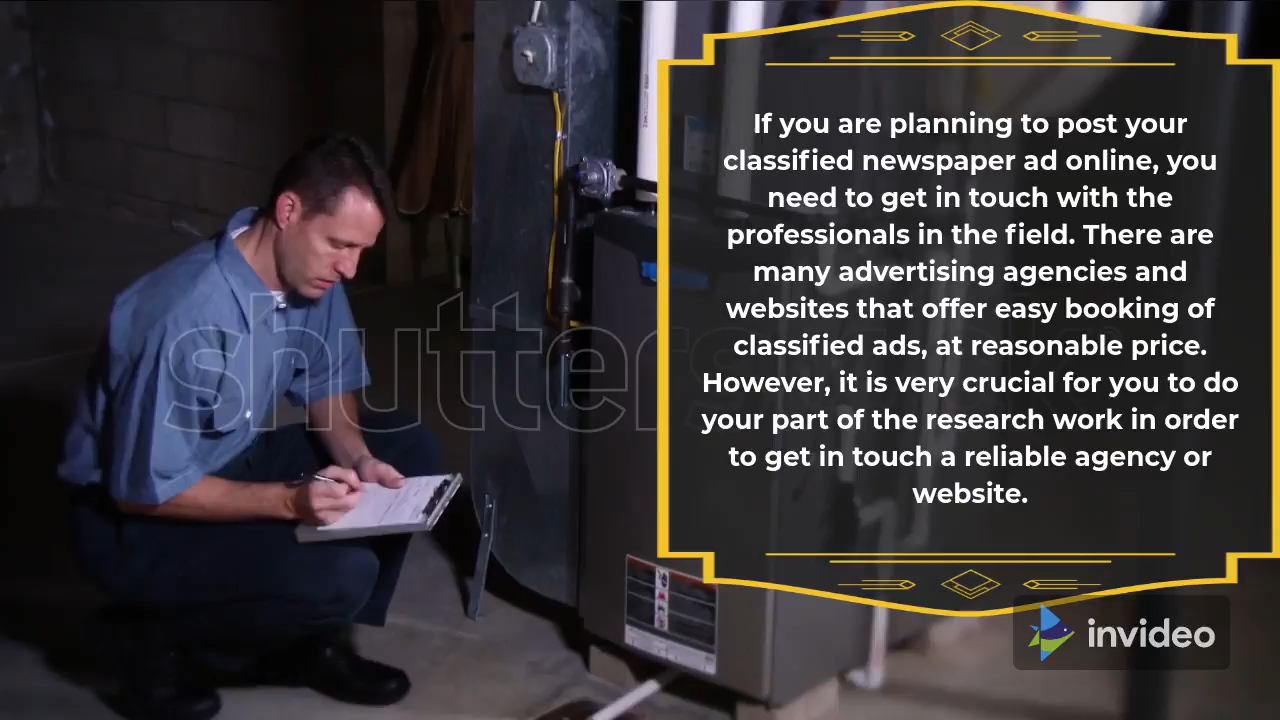 If you are planning to post your
classified newspaper ad online, you
need to get in touch with the
professionals in the field. There are
many advertising agencies and
websites that offer easy booking of
classified ads, at reasonable price.
However, it is very crucial for you to do
your part of the research work in order
to get in touch a reliable agency or
website.
shutters
invideo